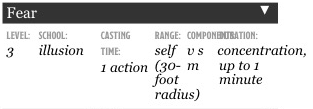 Fear ▼
LEVEL: SCHOOL: CASTING TIME: RANGE: COMPONENTS: DURATION:
3 illusion 1 action self (30-foot radius) v s m concentration, up to 1 minute